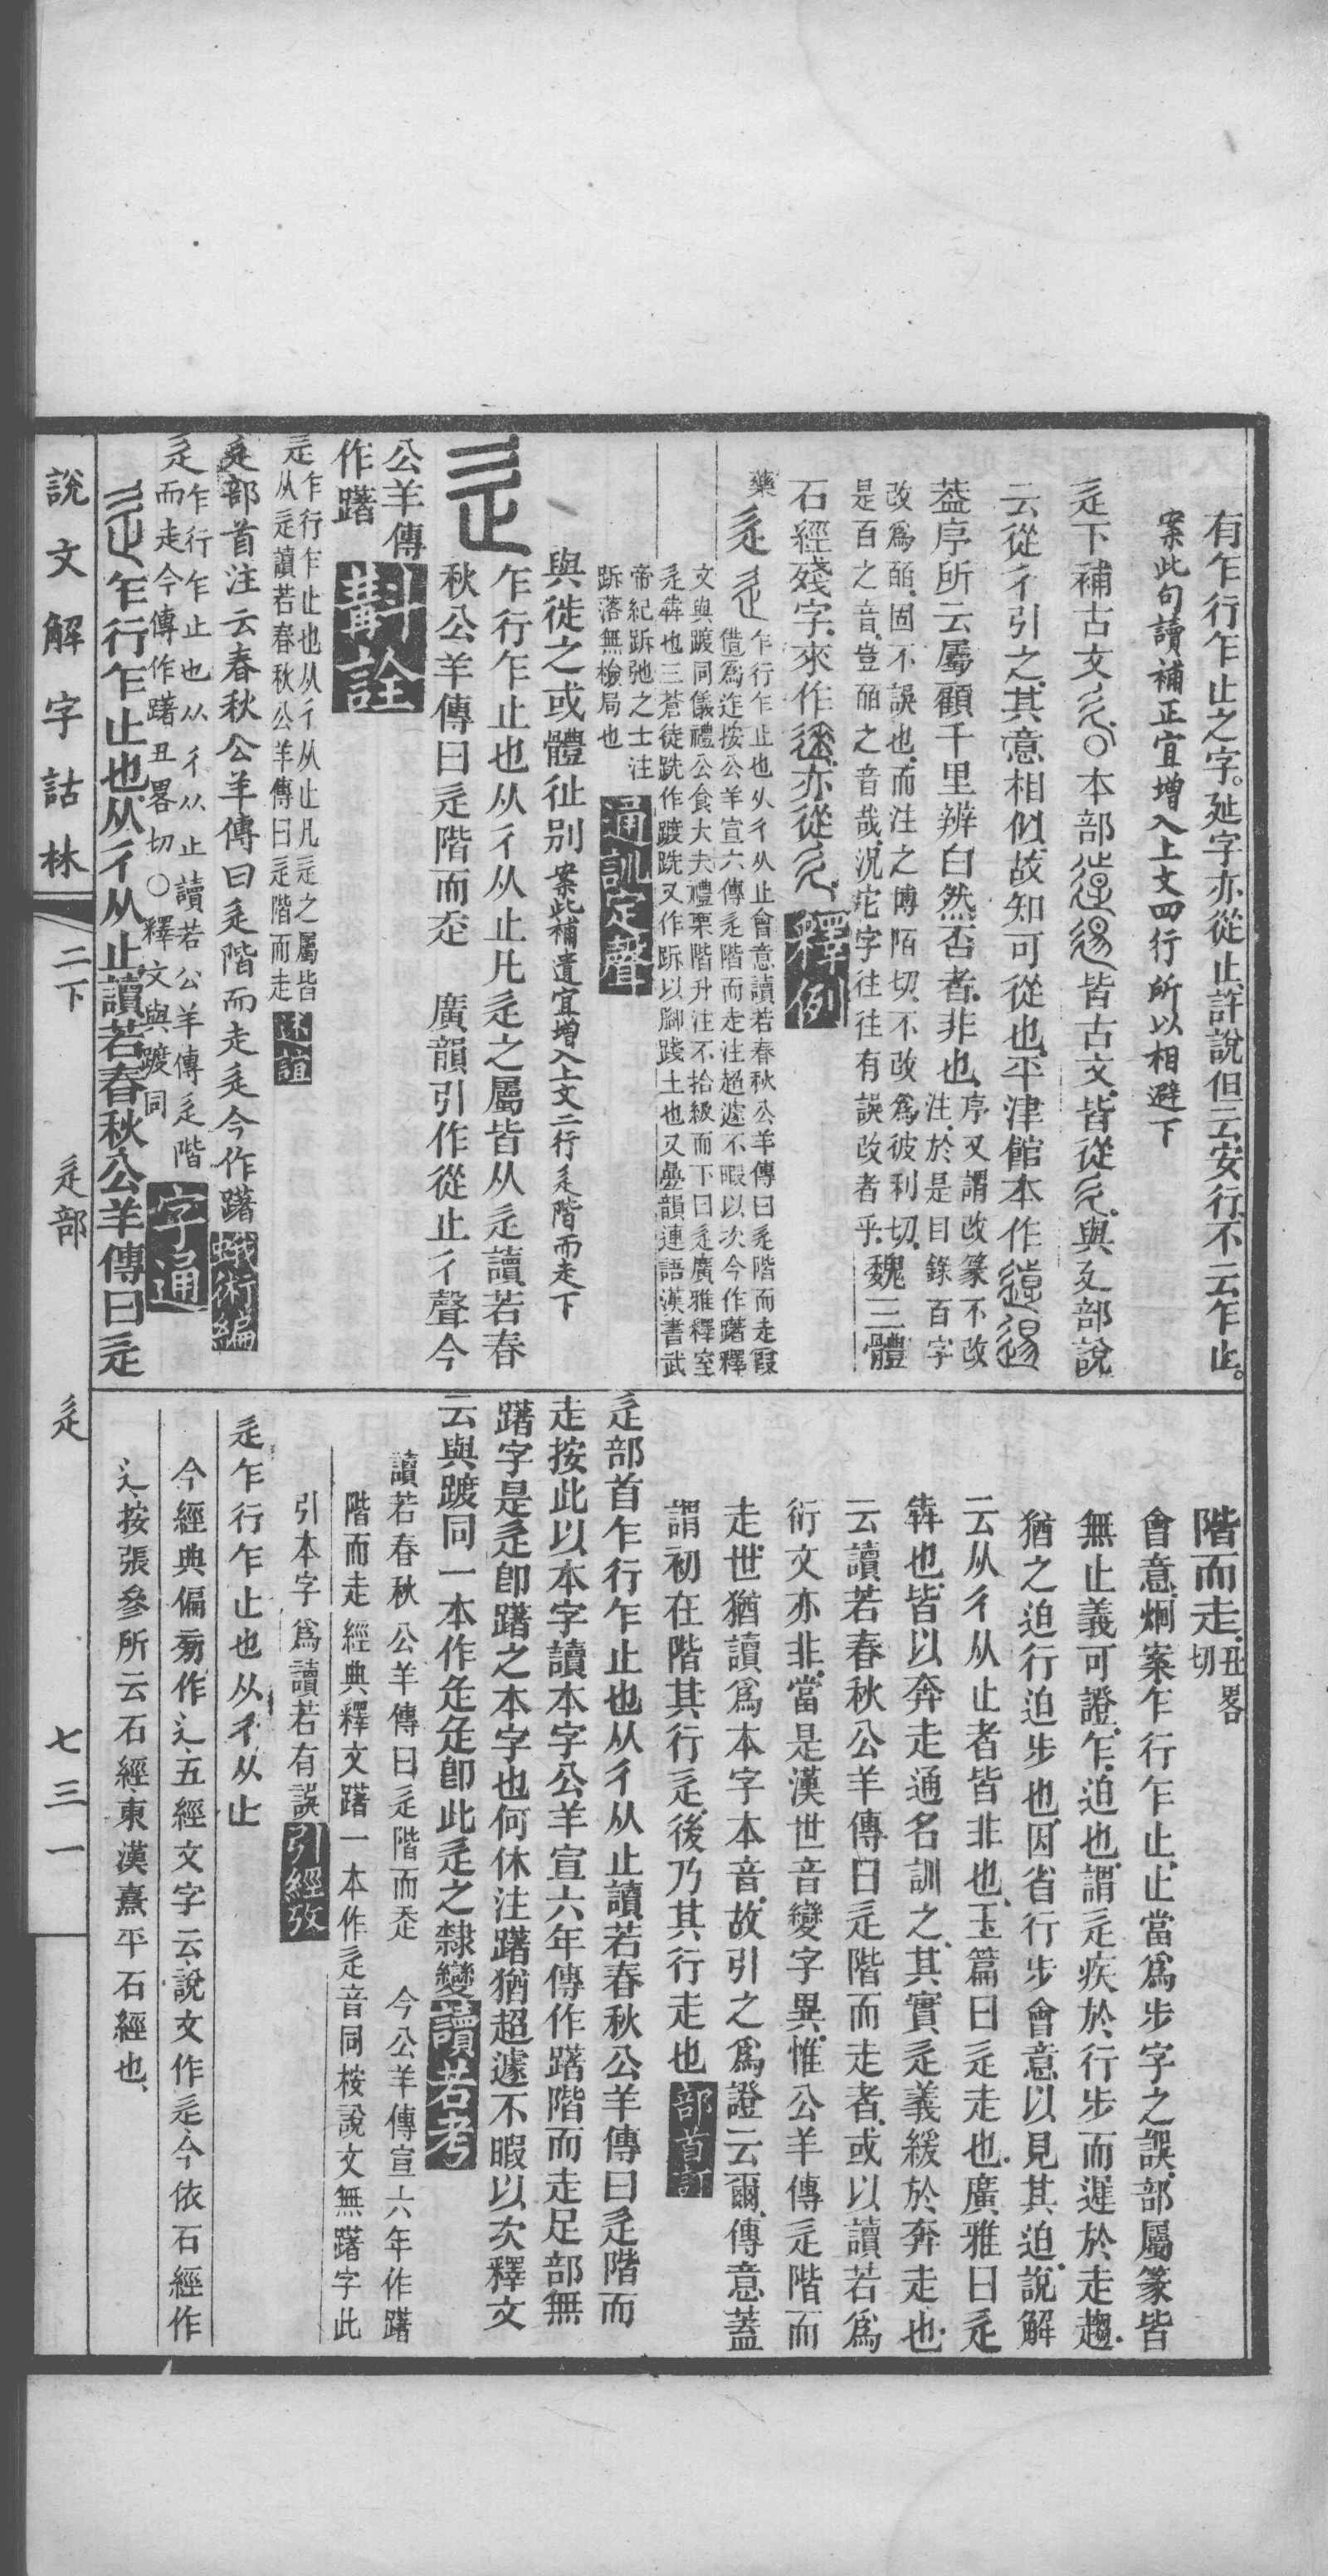 有乍行乍止之字。延字亦從止許說但云安行不云乍止。
案此句讀補正宜增入上文四行所以相避下
辵下補古文〇本部皆古文皆從與廴部說
云從彳引之其意相似故知可從也平津館本作
葢序所云屬顧千里辨白然否者非也
序又謂改篆不改
注於是目錄百字
改爲皕固不誤也而注之博陌切不改爲彼利切
是百之音豈皕之音哉況它字往往有誤改者乎
魏三體
石經殘字來作亦從
釋例
藥
辵
乍行乍止也从彳从止會意讀若春秋公羊傳曰辵階而走叚
借爲迮按公羊宣六傳辵階而走注超遽不暇以次今作躇釋
文與踱同儀禮公食大夫禮栗階升注不拾級而下曰辵廣雅釋室
辵犇也三蒼徒跣作踱跣又作跅以腳踐土也又疊韻連語漢書武
帝紀跅弛之士注
跅落無檢局也
通訓定聲
與徙之或體徙别
案此補遺宜增入上文二行辵階而走下
乍行乍止也从彳从止凡辵之屬皆从辵讀若春
秋公羊傳曰辵階而走 廣韻引作從止彳聲今
公羊傳
作躇
斠詮
乍行乍止也从彳从止凡辵之屬皆
从辵讀若春秋公羊傳曰辵階而走
述誼
辵部首注云春秋公羊傳曰辵階而走辵今作躇
蛾術編
辵
乍行乍止也从彳从止讀若公羊傳辵階
而走今傳作躇丑畧切〇釋文與踱同
字通
乍行乍止也从彳从止讀若春秋公羊傳曰辵
階而走
丑畧
切
會意炯案乍行乍止止當爲步字之誤部屬篆皆
無止義可證乍迫也謂辵疾於行步而遲於走趨
猶之迫行迫步也因省行步會意以見其迫說解
云从彳从止者皆非也玉篇曰辵走也廣雅曰辵
犇也皆以奔走通名訓之其實辵義緩於奔走也
云讀若春秋公羊傳曰辵階而走者或以讀若爲
衍文亦非當是漢世音變字異惟公羊傳辵階而
走世猶讀爲本字本音故引之爲證云爾傳意蓋
謂初在階其行辵後乃其行走也
部首訂
辵部首乍行乍止也从彳从止讀若春秋公羊傳曰辵階而
走按此以本字讀本字公羊宣六年傳作躇階而走足部無
躇字是辵卽躇之本字也何休注躇猶超遽不暇以次釋文
云與踱同一本作辵辵卽此辵之隸變
讀若考
讀若春秋公羊傳曰辵階而走 今公羊傳宣六年作躇
階而走經典釋文躇一本作辵音同桉說文無躇字此
引本字爲讀若有誤
引經攷
辵乍行乍止也从彳从止
今經典偏旁作辶五經文字云說文作辵今依石經作
辶按張參所云石經東漢熹平石經也
說文解字詁林
二下
辵部
辵
七三一